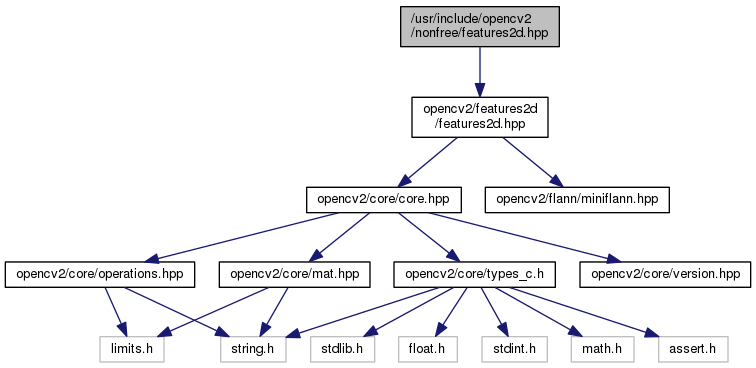 /usr/include/opencv2
/nonfree/features2d.hpp
opencv2/features2d
/features2d.hpp
opencv2/core/core.hpp
opencv2/flann/miniflann.hpp
opencv2/core/operations.hpp
opencv2/core/mat.hpp
opencv2/core/types_c.h
opencv2/core/version.hpp
limits.h
string.h
stdlib.h
float.h
stdint.h
math.h
assert.h